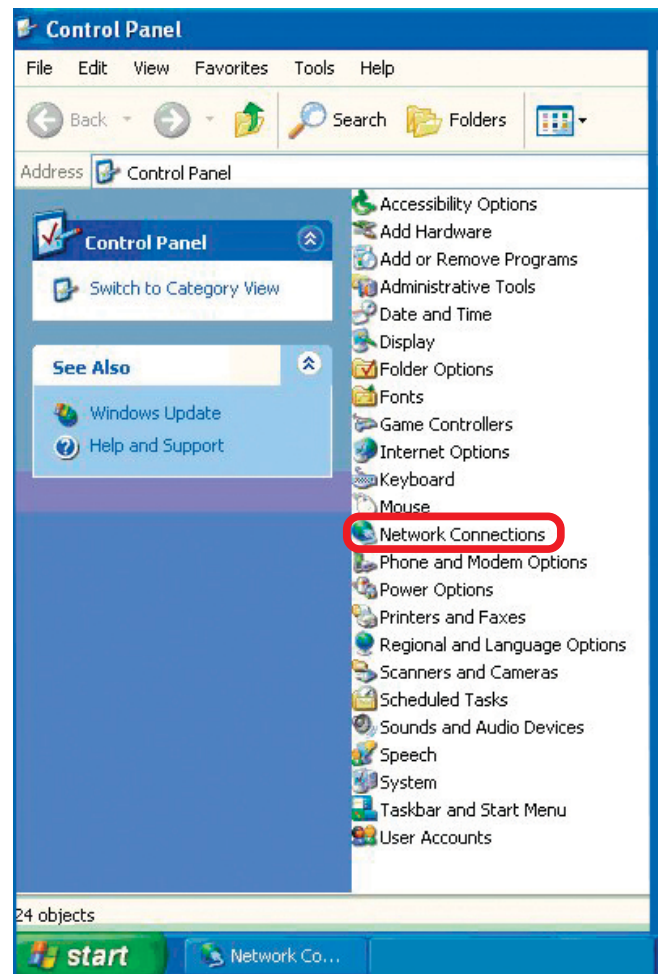 Control Panel
File Edit View Favorites Tools Help
Back Search Folders
Address Control Panel
Control Panel
Switch to Category View
See Also
Windows Update
Help and Support
Accessibility Options
Add Hardware
Add or Remove Programs
Administrative Tools
Date and Time
Display
Folder Options
Fonts
Game Controllers
Internet Options
Keyboard
Mouse
Network Connections
Phone and Modem Options
Power Options
Printers and Faxes
Regional and Language Options
Scanners and Cameras
Scheduled Tasks
Sounds and Audio Devices
Speech
System
Taskbar and Start Menu
User Accounts
24 objects
start Network Co...